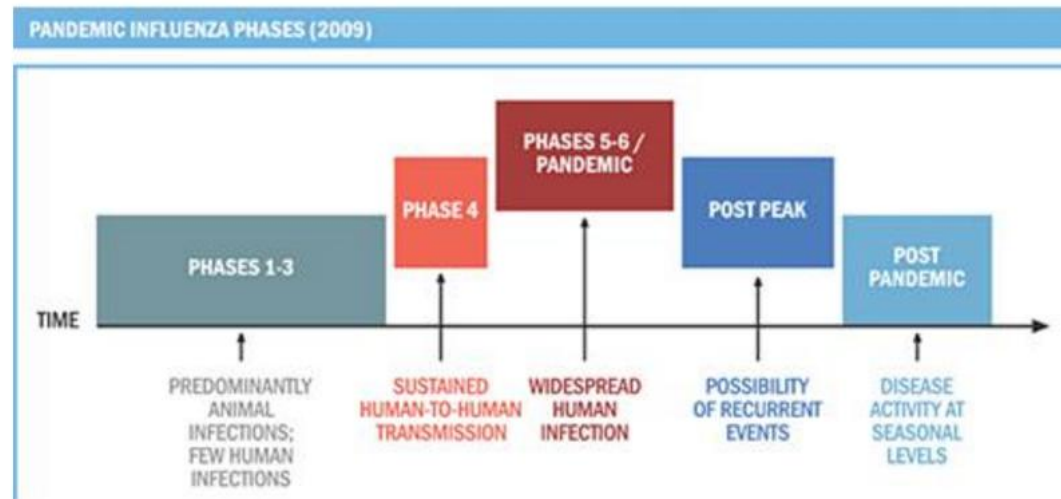 PANDEMIC INFLUENZA PHASES (2009)
PHASES 5-6 /
PANDEMIC
PHASE 4
POST PEAK
PHASES 1-3
POST
PANDEMIC
TIME
PREDOMINANTLY
ANIMAL
INFECTIONS;
FEW HUMAN
INFECTIONS
SUSTAINED
HUMAN-TO-HUMAN
TRANSMISSION
WIDESPREAD
HUMAN
INFECTION
POSSIBILITY
OF RECURRENT
EVENTS
DISEASE
ACTIVITY AT
SEASONAL
LEVELS